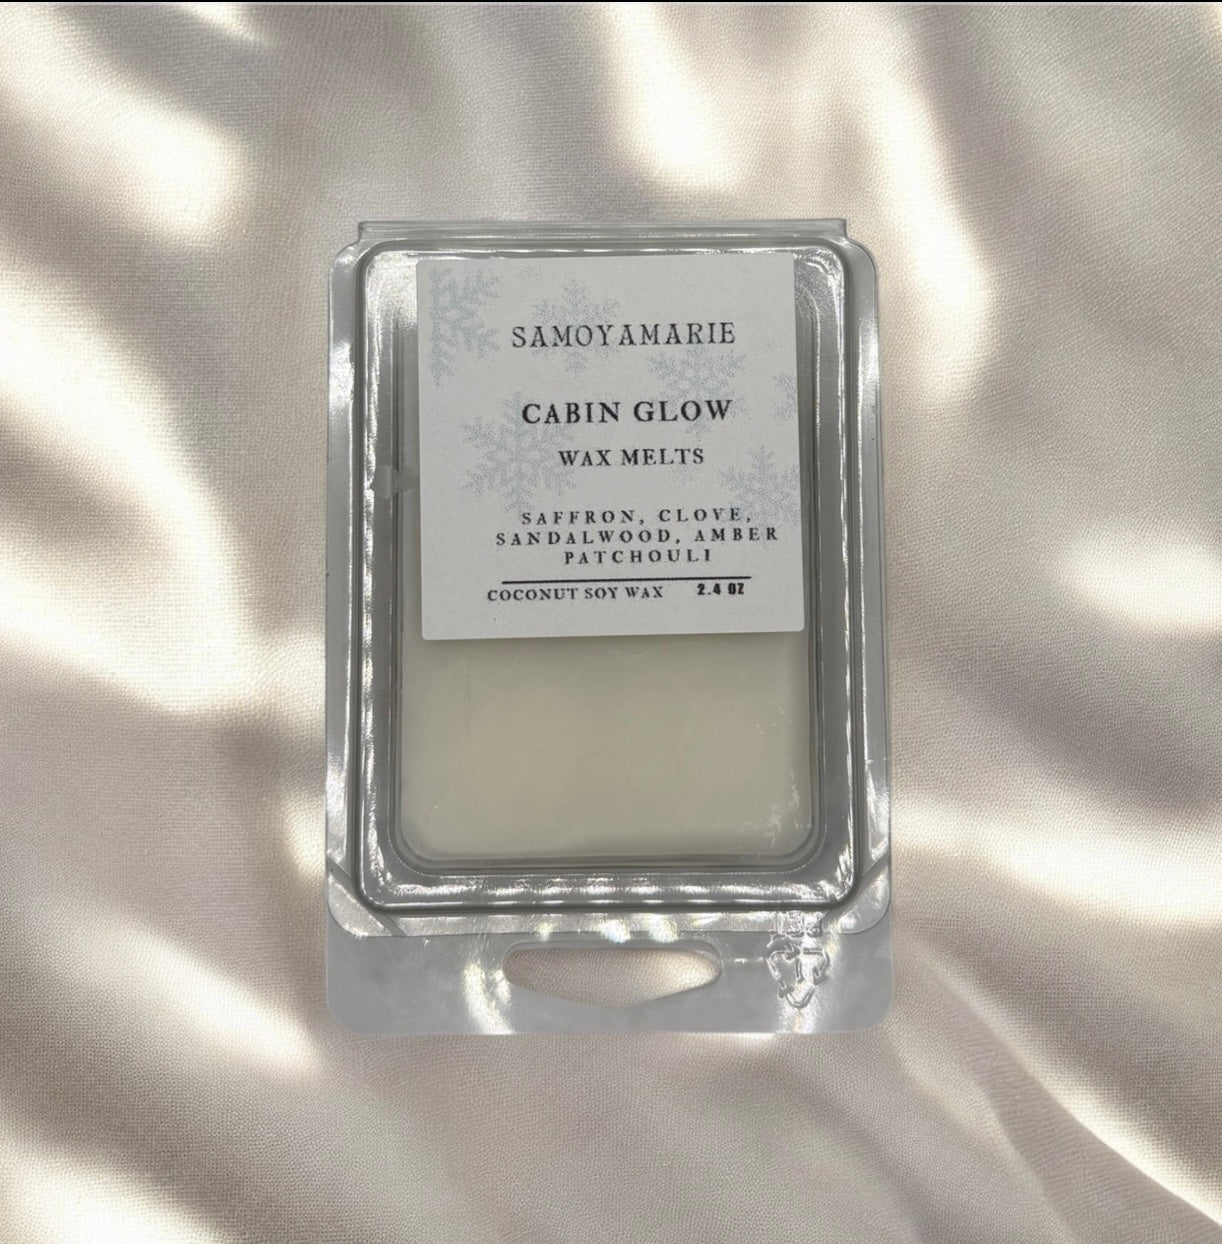 SAMOYAMARIE
CABIN GLOW
WAX MELTS
SAFFRON, CLOVE,
SANDALWOOD, AMBER
PATCHOULI
COCONUT SOY WAX 2.4 OZ